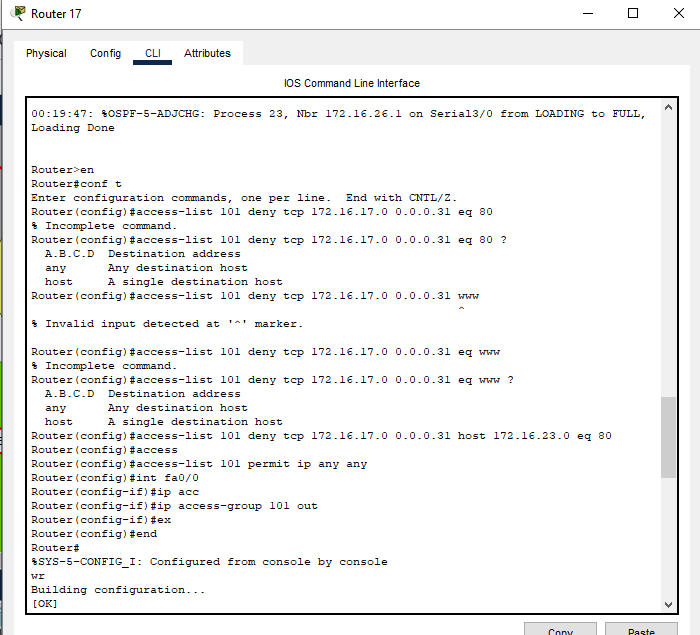 Router 17
Physical Config CLI Attributes
IOS Command Line Interface
00:19:47: %OSPF-5-ADJCHG: Process 23, Nbr 172.16.26.1 on Serial3/0 from LOADING to FULL,
Loading Done
Router>en
Router#conf t
Enter configuration commands, one per line.  End with CNTL/Z.
Router(config)#access-list 101 deny tcp 172.16.17.0 0.0.0.31 eq 80
% Incomplete command.
Router(config)#access-list 101 deny tcp 172.16.17.0 0.0.0.31 eq 80 ?
  A.B.C.D  Destination address
  any      Any destination host
  host     A single destination host
Router(config)#access-list 101 deny tcp 172.16.17.0 0.0.0.31 www
                                                             ^
% Invalid input detected at '^' marker.
Router(config)#access-list 101 deny tcp 172.16.17.0 0.0.0.31 eq www
% Incomplete command.
Router(config)#access-list 101 deny tcp 172.16.17.0 0.0.0.31 eq www ?
  A.B.C.D  Destination address
  any      Any destination host
  host     A single destination host
Router(config)#access-list 101 deny tcp 172.16.17.0 0.0.0.31 host 172.16.23.0 eq 80
Router(config)#access
Router(config)#access-list 101 permit ip any any
Router(config)#int fa0/0
Router(config-if)#ip acc
Router(config-if)#ip access-group 101 out
Router(config-if)#ex
Router(config)#end
Router#
%SYS-5-CONFIG_I: Configured from console by console
wr
Building configuration...
[OK]
Copy Paste